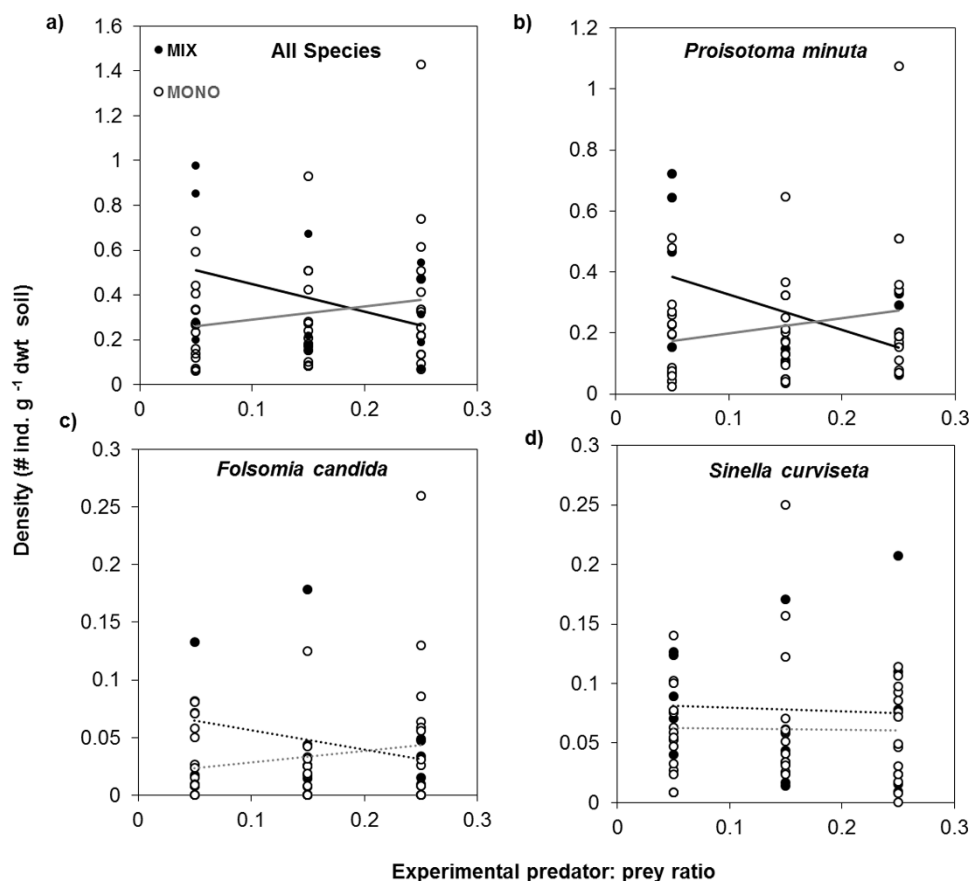 a)
All Species
MIX
MONO
1.6
1.4
1.2
1
0.8
0.6
0.4
0.2
0
0 0.1 0.2 0.3
b)
Proisotoma minuta
1.2
1
0.8
0.6
0.4
0.2
0
0 0.1 0.2 0.3
c)
Folsomia candida
0.3
0.25
0.2
0.15
0.1
0.05
0
0 0.1 0.2 0.3
d)
Sinella curviseta
0.3
0.25
0.2
0.15
0.1
0.05
0
0 0.1 0.2 0.3
Density (# ind. g -1 dwt soil)
Experimental predator: prey ratio